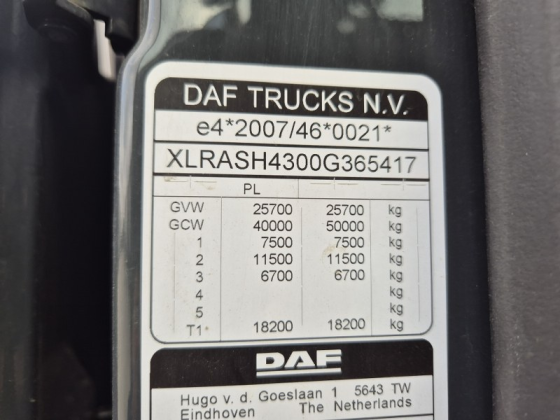 DAF TRUCKS N.V.
e4*2007/46*0021*
XLRASH4300G365417
PL
GVW 25700 25700 kg
GCW 40000 50000 kg
1 7500 7500 kg
2 11500 11500 kg
3 6700 6700 kg
4 kg
5 kg
T1* 18200 18200 kg
DAF
Hugo v. d. Goeslaan 1 5643 TW
Eindhoven The Netherlands